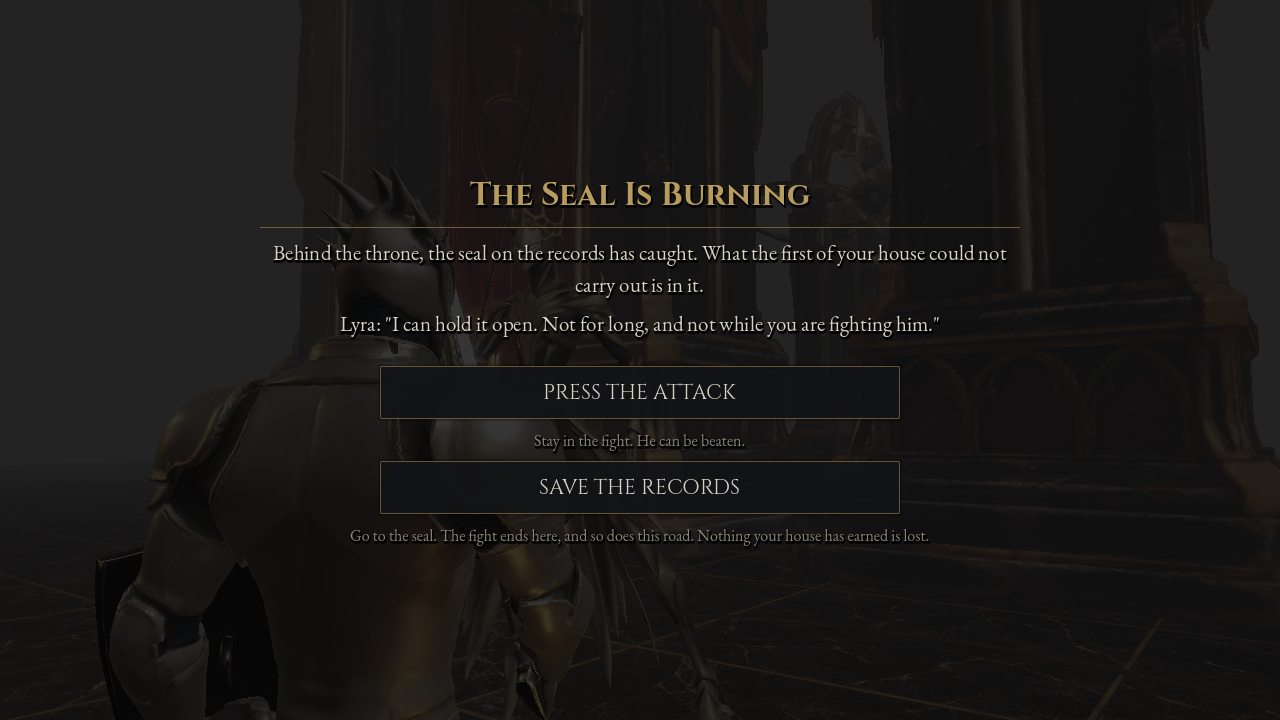 The Seal Is Burning
Behind the throne, the seal on the records has caught. What the first of your house could not
carry out is in it.
Lyra: "I can hold it open. Not for long, and not while you are fighting him."
PRESS THE ATTACK
Stay in the fight. He can be beaten.
SAVE THE RECORDS
Go to the seal. The fight ends here, and so does this road. Nothing your house has earned is lost.